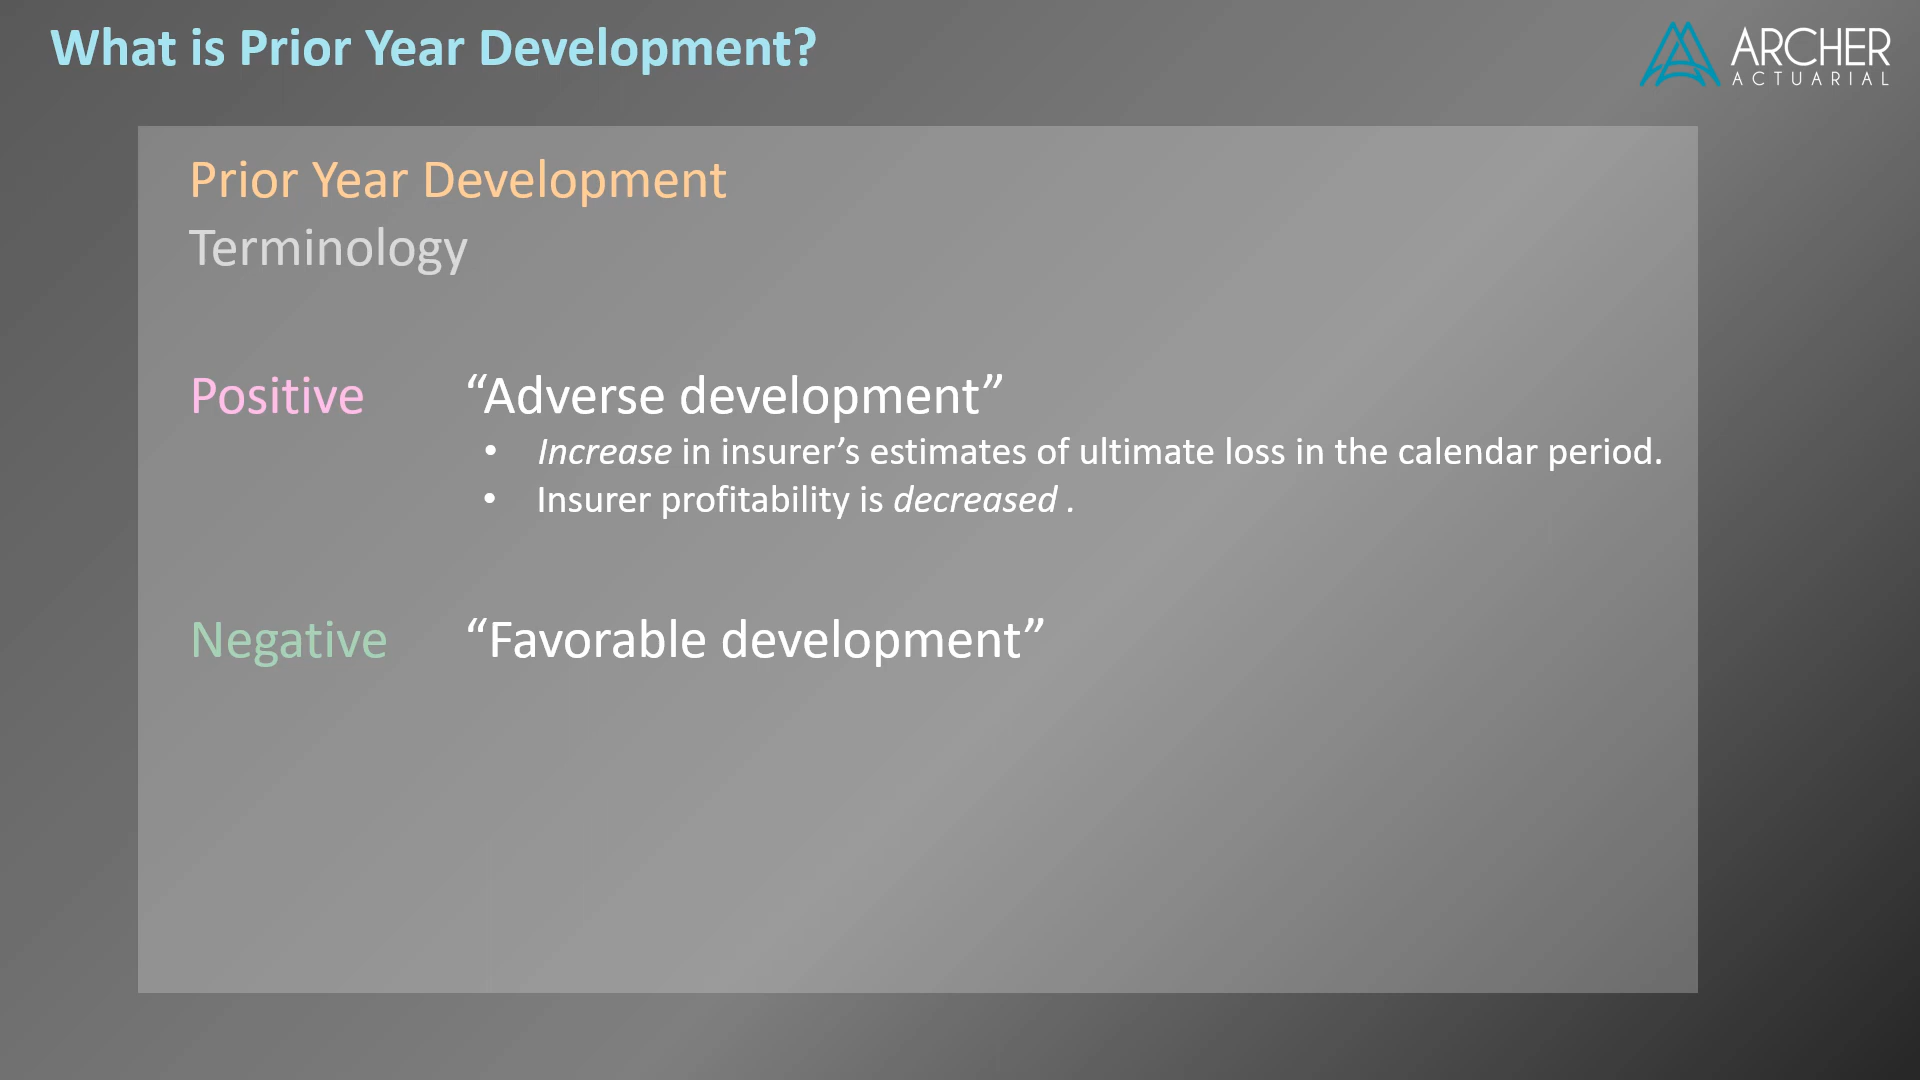 What is Prior Year Development?
ARCHER
ACTUARIAL
Prior Year Development
Terminology
Positive “Adverse development”
• Increase in insurer’s estimates of ultimate loss in the calendar period.
• Insurer profitability is decreased .
Negative “Favorable development”